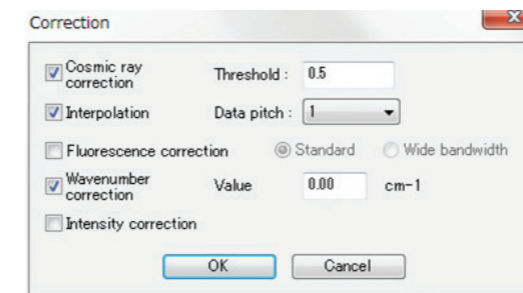 Correction
Cosmic ray
correction
Threshold : 0.5
Interpolation Data pitch : 1
Fluorescence correction Standard Wide bandwidth
Wavenumber
correction
Value 0.00 cm-1
Intensity correction
OK Cancel